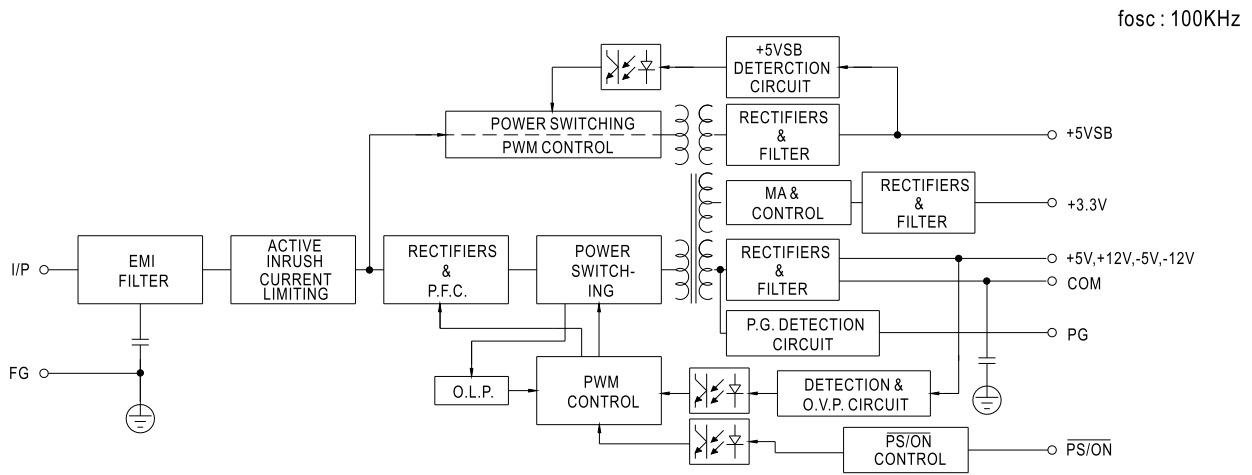 fosc : 100KHz
+5VSB
DETERCTION
CIRCUIT
POWER SWITCHING
PWM CONTROL
RECTIFIERS
&
FILTER
+5VSB
MA &
CONTROL
RECTIFIERS
&
FILTER
+3.3V
I/P
EMI
FILTER
ACTIVE
INRUSH
CURRENT
LIMITING
RECTIFIERS
&
P.F.C.
POWER
SWITCH-
ING
RECTIFIERS
&
FILTER
+5V,+12V,-5V,-12V
COM
P.G. DETECTION
CIRCUIT
PG
FG
O.L.P.
PWM
CONTROL
DETECTION &
O.V.P. CIRCUIT
PS/ON
CONTROL
PS/ON